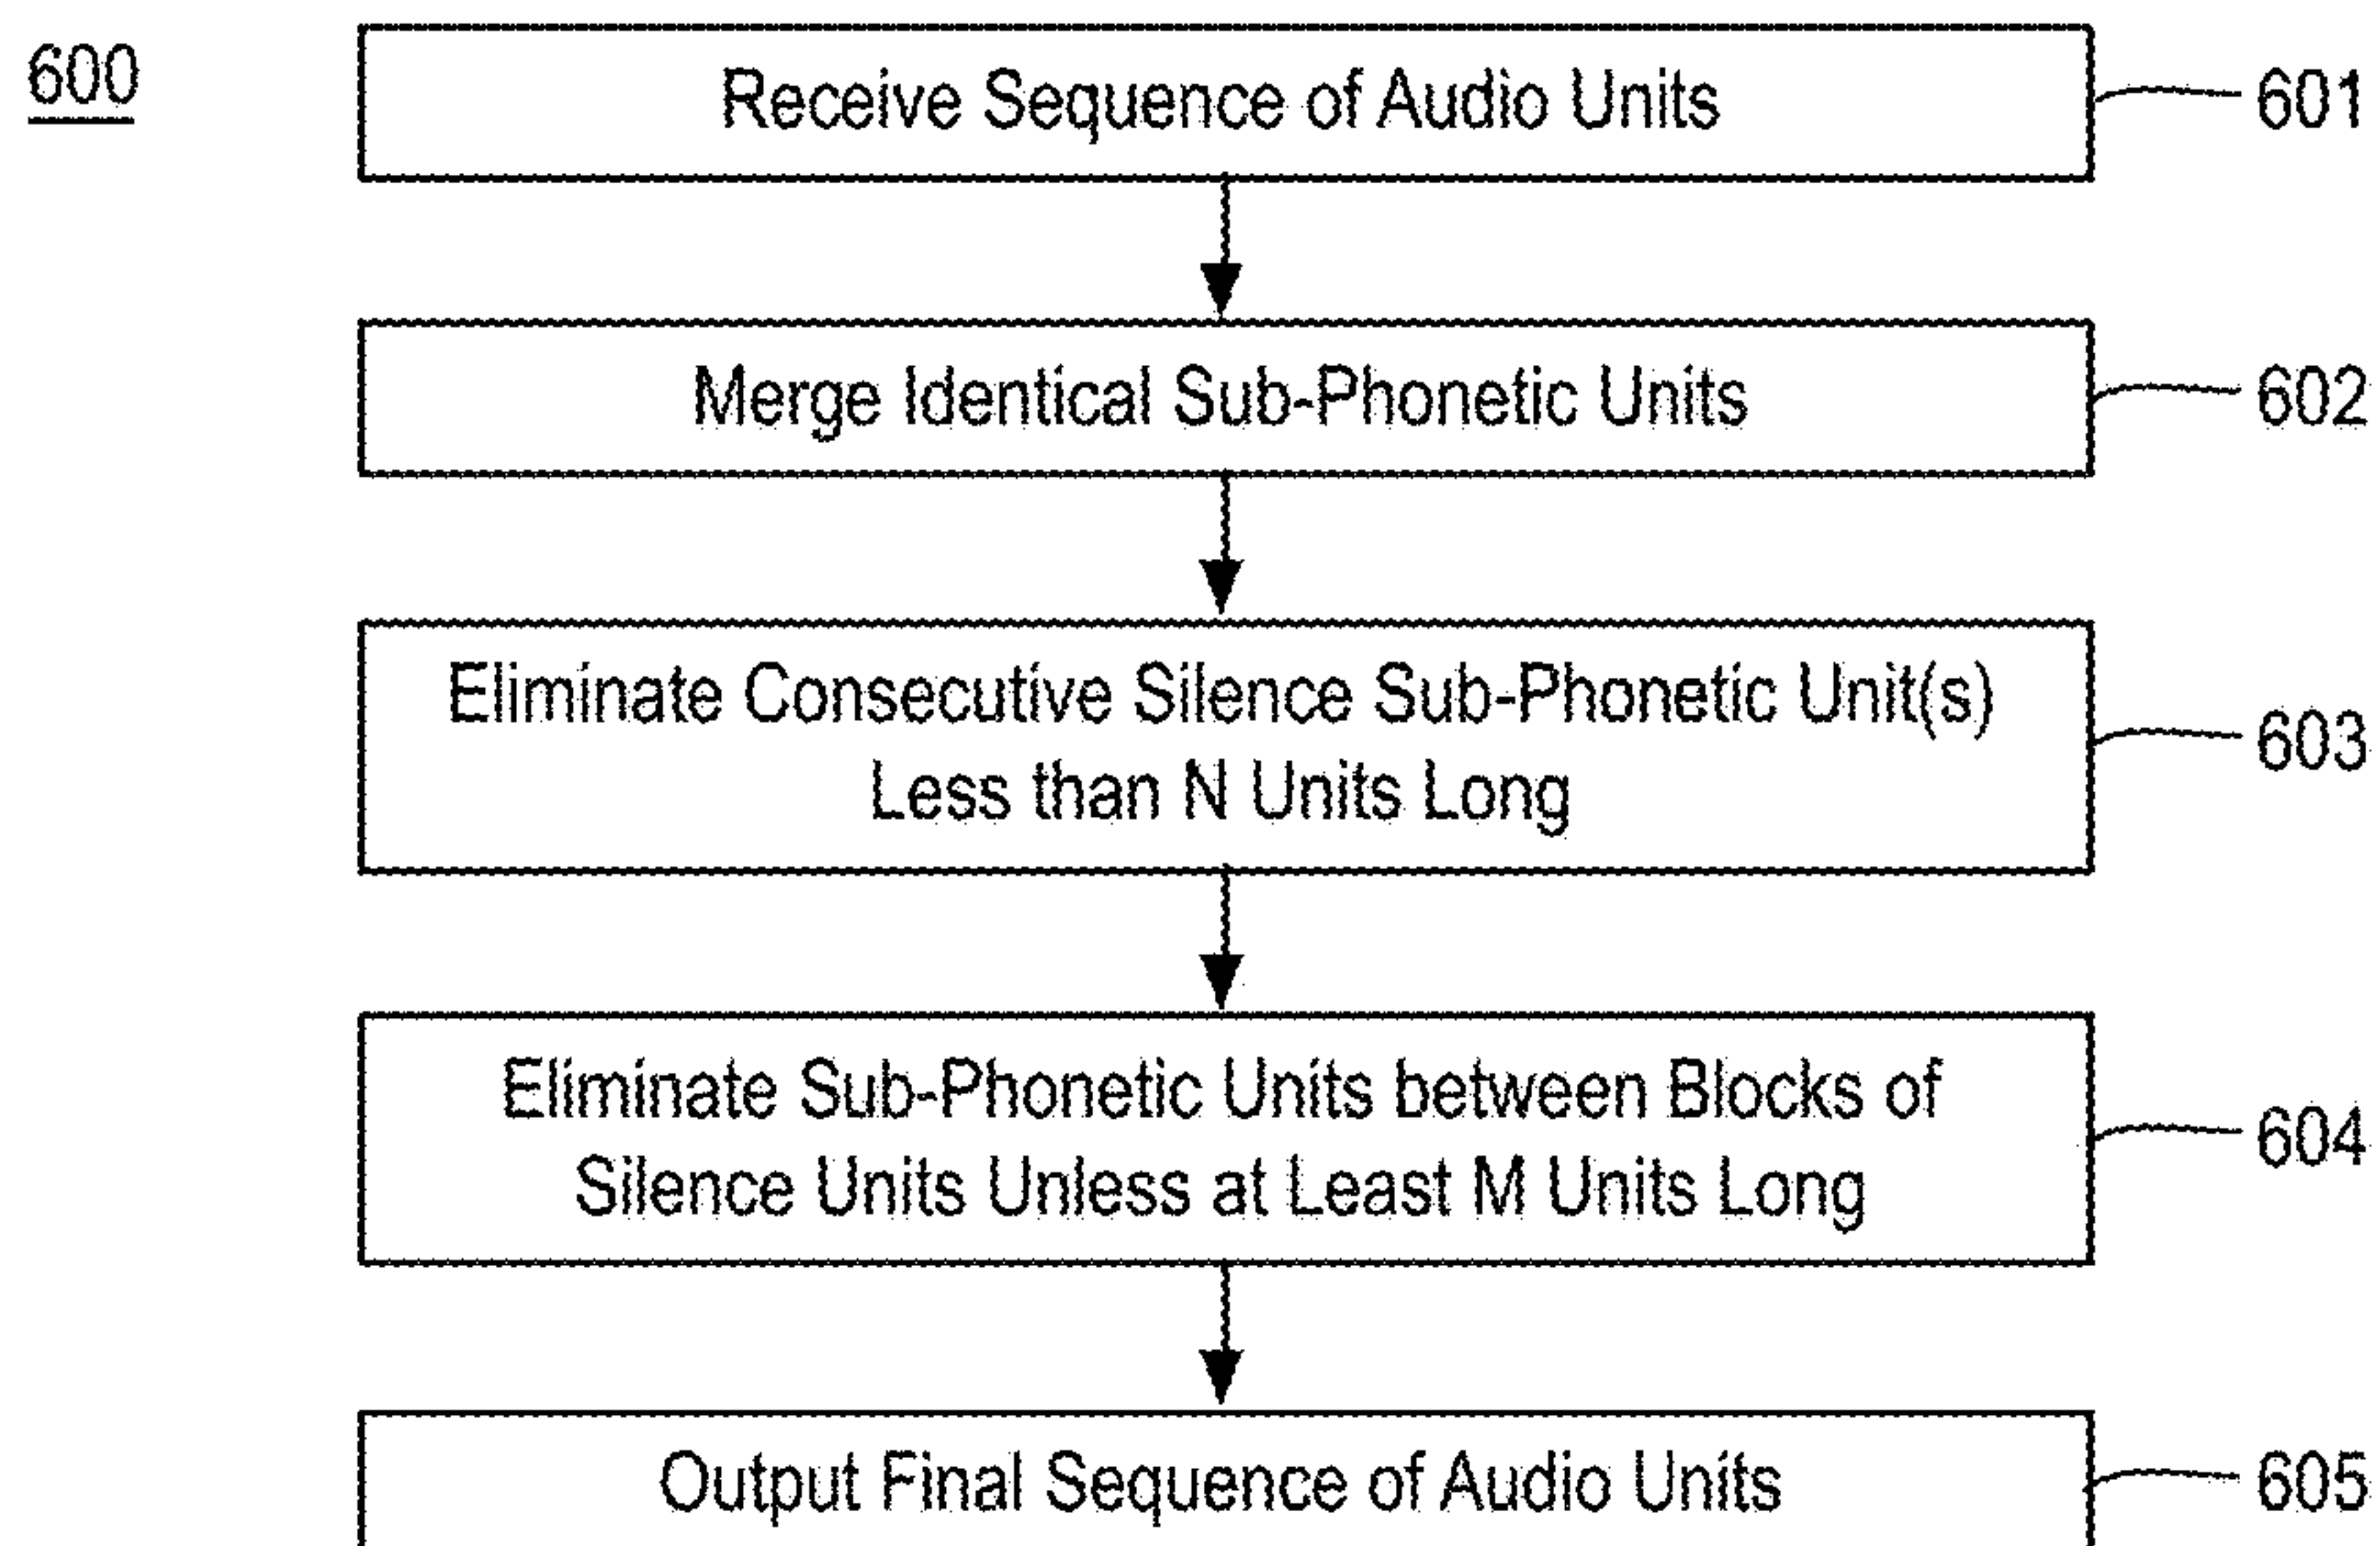 600
Receive Sequence of Audio Units
601
Merge Identical Sub-Phonetic Units
602
Eliminate Consecutive Silence Sub-Phonetic Unit(s)
Less than N Units Long
603
Eliminate Sub-Phonetic Units between Blocks of
Silence Units Unless at Least M Units Long
604
Output Final Sequence of Audio Units
605